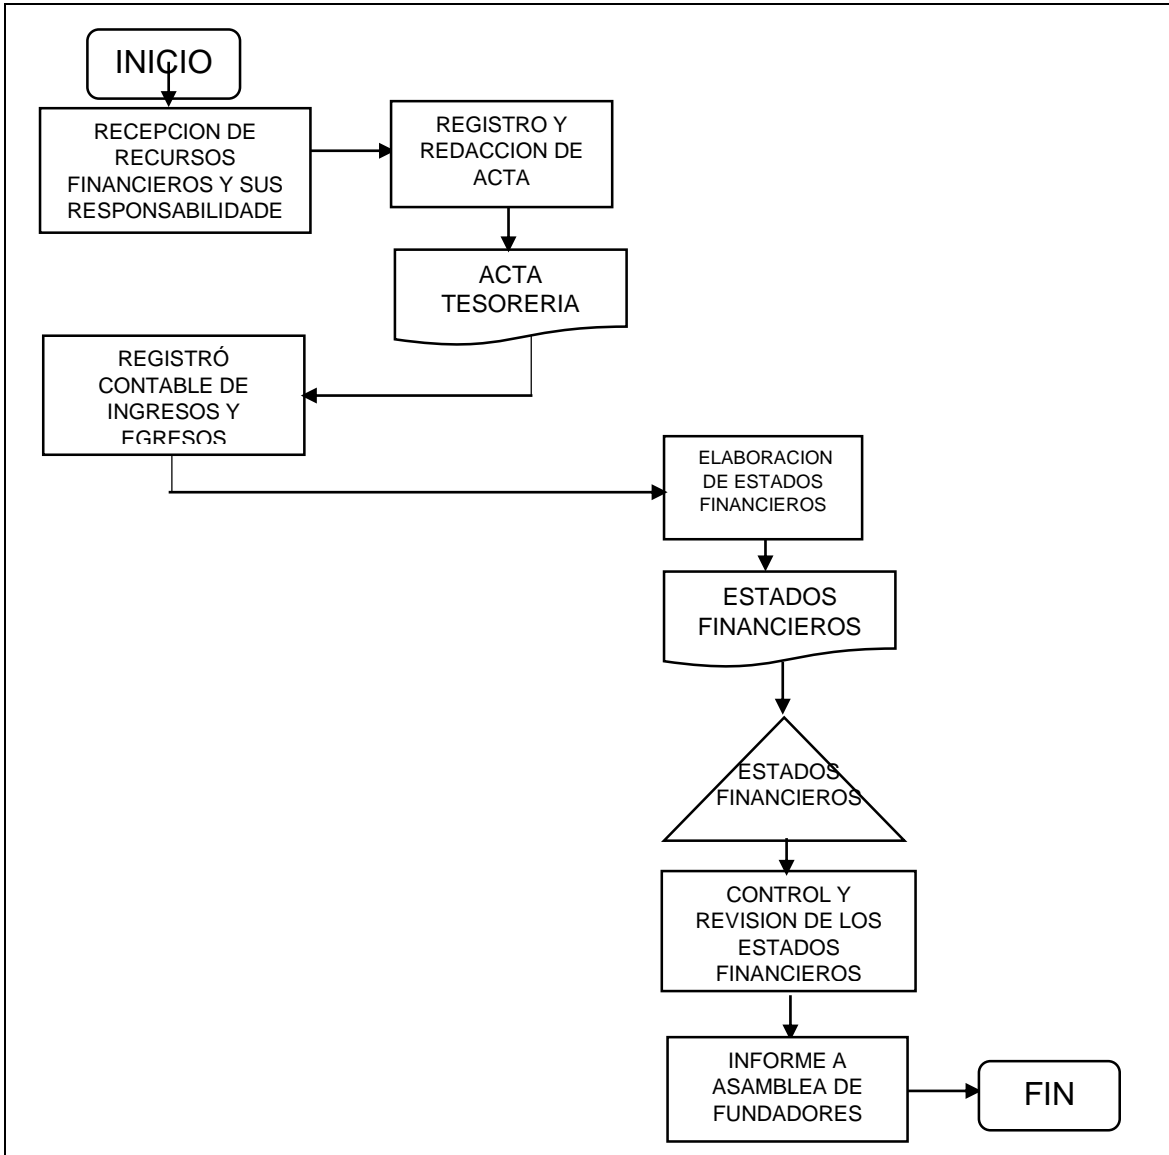 INICIO
RECEPCION DE
RECURSOS
FINANCIEROS Y SUS
RESPONSABILIDADE
REGISTRO Y
REDACCION DE
ACTA
ACTA
TESORERIA
REGISTRÓ
CONTABLE DE
INGRESOS Y
EGRESOS
ELABORACION
DE ESTADOS
FINANCIEROS
ESTADOS
FINANCIEROS
ESTADOS
FINANCIEROS
CONTROL Y
REVISION DE LOS
ESTADOS
FINANCIEROS
INFORME A
ASAMBLEA DE
FUNDADORES
FIN